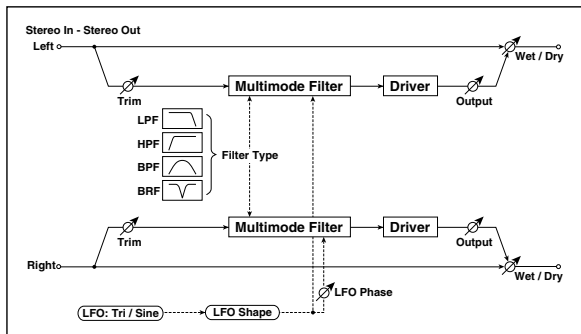 Stereo In - Stereo Out
Left
Wet / Dry
Trim
Multimode Filter
Driver
Output
LPF
HPF
BPF
BRF
Filter Type
Trim
Multimode Filter
Driver
Output
Right
Wet / Dry
LFO Phase
LFO: Tri / Sine
LFO Shape